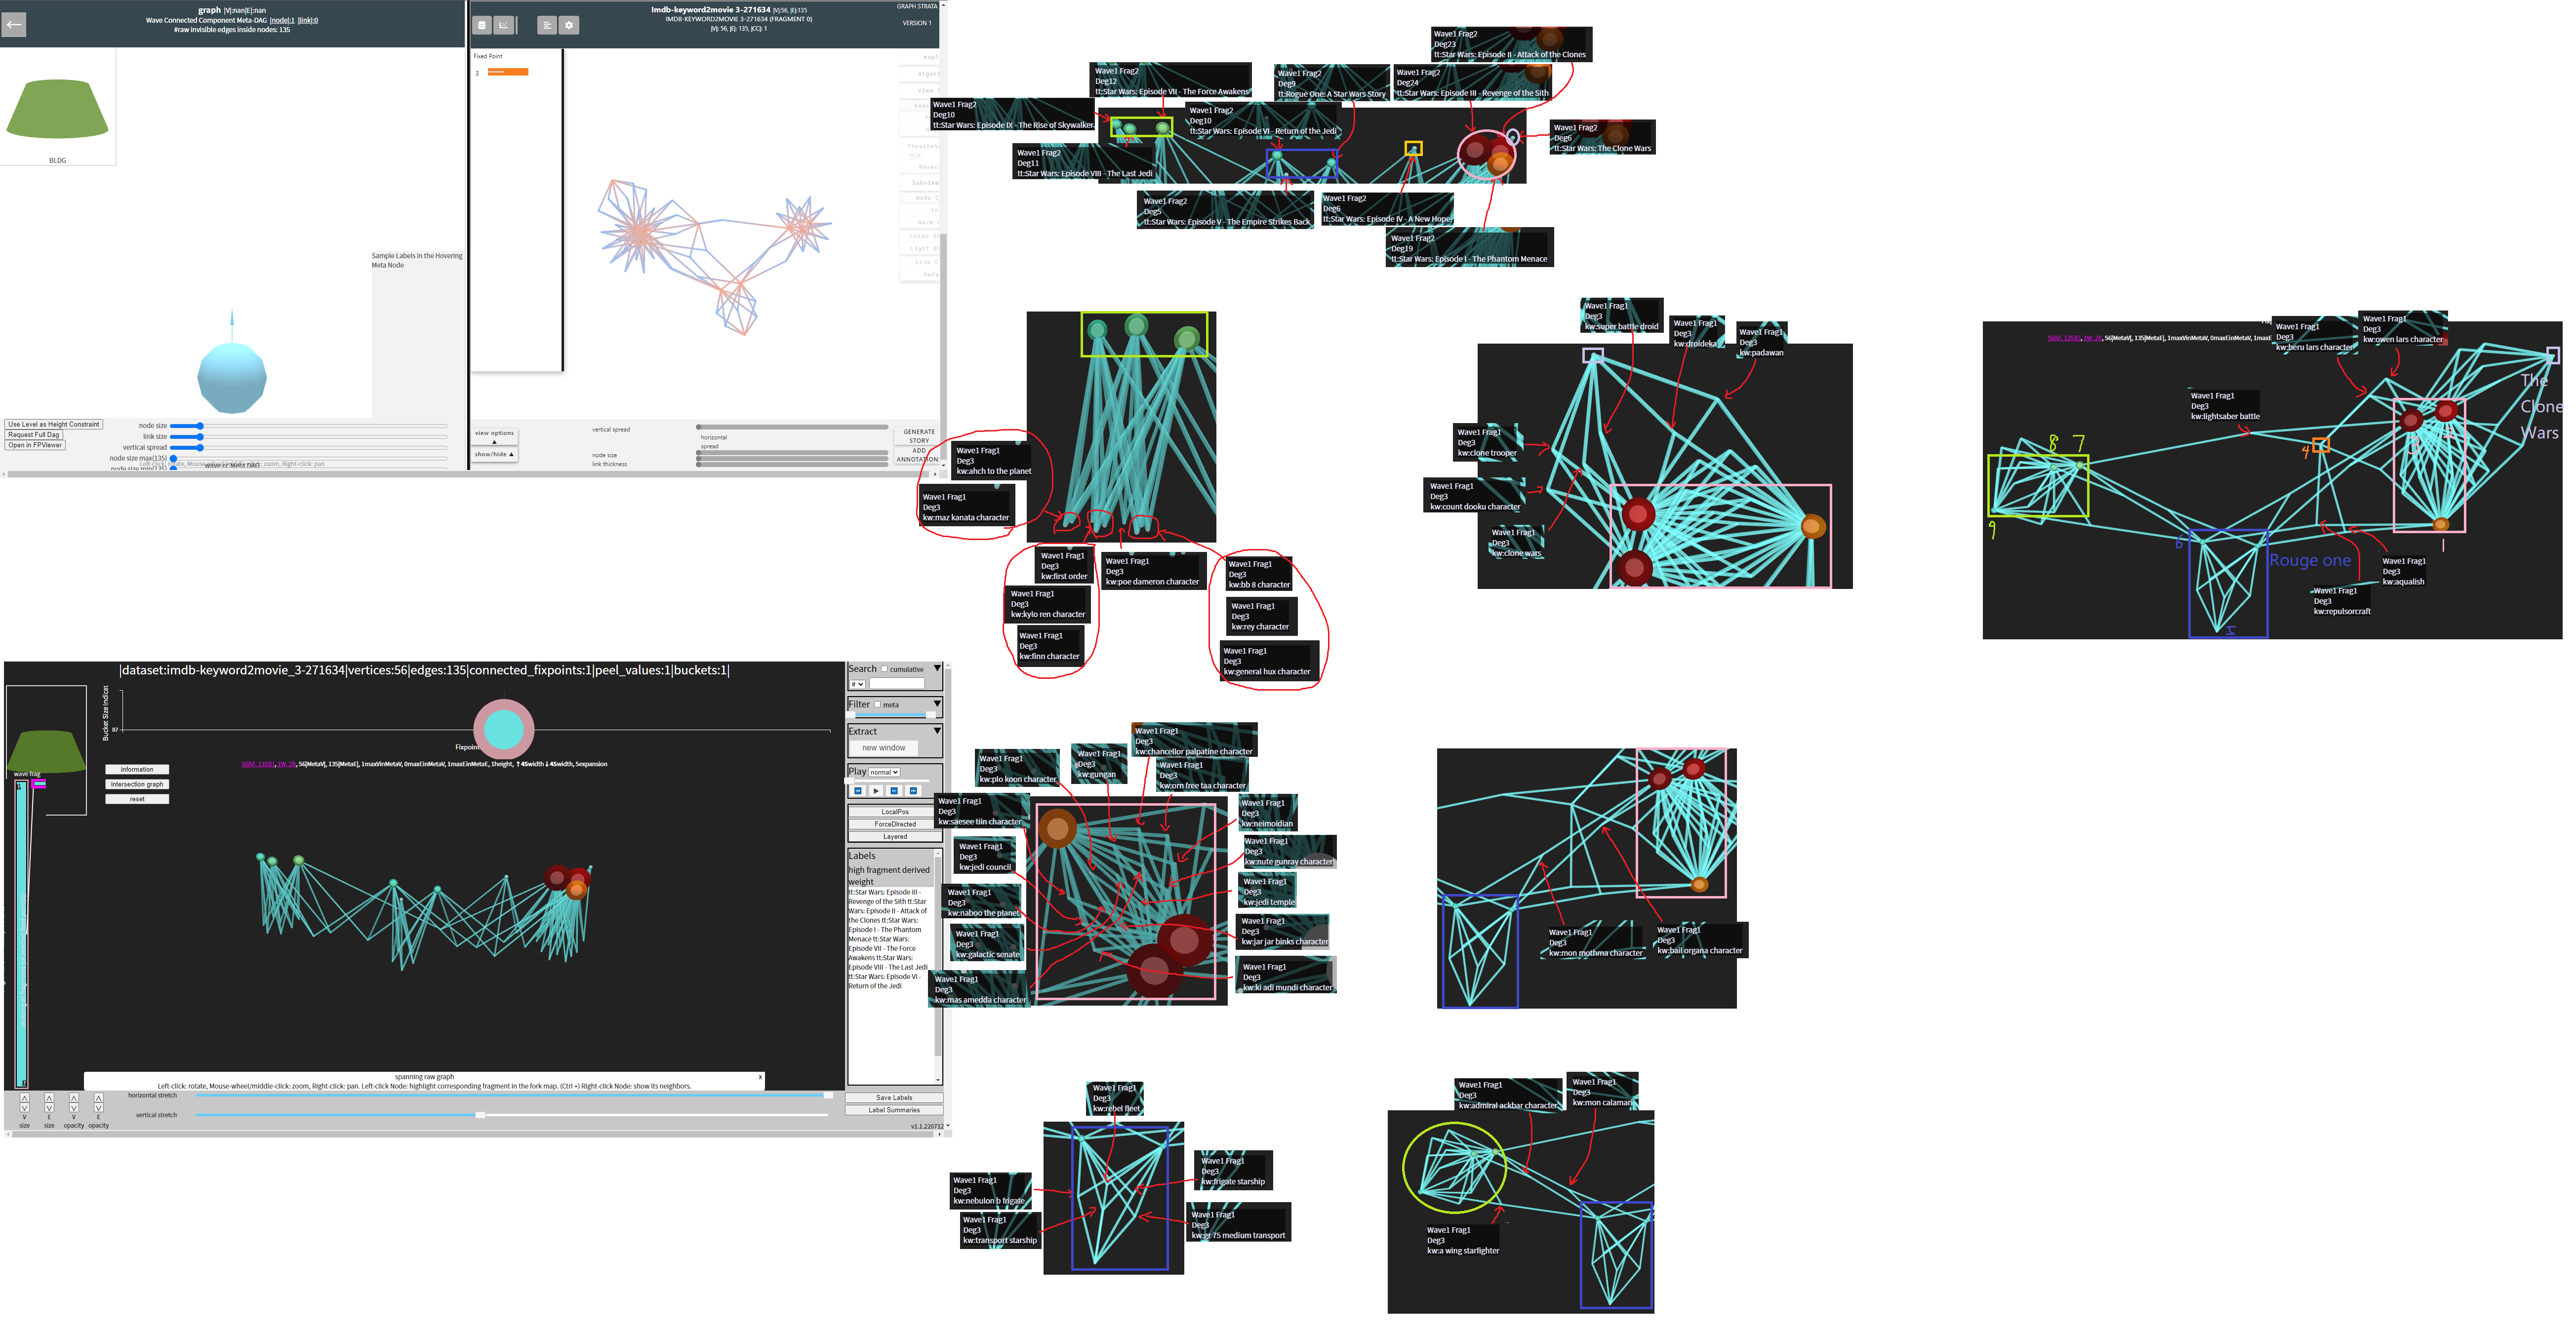 graph |V|:nan|E|:nan
Wave Connected Component Meta-DAG |node|:1 |link|:0
#raw invisible edges inside nodes: 135
BLDG
Sample Labels in the Hovering
Meta Node
Use Level as Height Constraint
Request Full Dag
Open in FPViewer
node size
link size
vertical spread
node size max(135)
imdb-keyword2movie 3-271634 |V|:56, |E|:135
IMDB-KEYWORD2MOVIE 3-271634 (FRAGMENT 0)
|V|: 56, |E|: 135, |CC|: 1
GRAPH STRATA
VERSION 1
Fixed Point
3
view options
show/hide
vertical spread
horizontal
spread
node size
link thickness
GENERATE
STORY
ADD
ANNOTATION
Wave1 Frag2
Deg23
tt:Star Wars: Episode II - Attack of the Clones
Wave1 Frag2
Deg12
tt:Star Wars: Episode VII - The Force Awakens
Wave1 Frag2
Deg9
tt:Rogue One: A Star Wars Story
Wave1 Frag2
Deg24
tt:Star Wars: Episode III - Revenge of the Sith
Wave1 Frag2
Deg10
tt:Star Wars: Episode IX - The Rise of Skywalker
Wave1 Frag2
Deg10
tt:Star Wars: Episode VI - Return of the Jedi
Wave1 Frag2
Deg6
tt:Star Wars: The Clone Wars
Wave1 Frag2
Deg11
tt:Star Wars: Episode VIII - The Last Jedi
Wave1 Frag2
Deg5
tt:Star Wars: Episode V - The Empire Strikes Back
Wave1 Frag2
Deg6
tt:Star Wars: Episode IV - A New Hope
Wave1 Frag2
Deg19
tt:Star Wars: Episode I - The Phantom Menace
Wave1 Frag1
Deg3
kw:ahch to the planet
Wave1 Frag1
Deg3
kw:maz kanata character
Wave1 Frag1
Deg3
kw:first order
Wave1 Frag1
Deg3
kw:poe dameron character
Wave1 Frag1
Deg3
kw:bb 8 character
Wave1 Frag1
Deg3
kw:kylo ren character
Wave1 Frag1
Deg3
kw:rey character
Wave1 Frag1
Deg3
kw:finn character
Wave1 Frag1
Deg3
kw:general hux character
Wave1 Frag1
Deg3
kw:super battle droid
Wave1 Frag1
Deg3
kw:droideka
Wave1 Frag1
Deg3
kw:padawan
Wave1 Frag1
Deg3
kw:clone trooper
Wave1 Frag1
Deg3
kw:count dooku character
Wave1 Frag1
Deg3
kw:clone wars
Wave1 Frag1
Deg3
kw:beru lars character
Wave1 Frag1
Deg3
kw:owen lars character
56|V|, 135|E|, 1W, 2F, 56|MetaV|, 135|MetaE|, 1maxVinMetaV, 0maxEinMetaV, 1maxE
Wave1 Frag1
Deg3
kw:lightsaber battle
The
Clone
Wars
8 7
9
4
6
Rouge one
5
1
Wave1 Frag1
Deg3
kw:aqualish
Wave1 Frag1
Deg3
kw:repulsorcraft
|dataset:imdb-keyword2movie_3-271634|vertices:56|edges:135|connected_fixpoints:1|peel_values:1|buckets:1|
Bucket Size Indicat
Fixpoin
56|V|, 135|E|, 1W, 2F, 56|MetaV|, 135|MetaE|, 1maxVinMetaV, 0maxEinMetaV, 1maxEinMetaE, 1height, ↑45width↓45width, 5expansion
wave frag
information
intersection graph
reset
Search cumulative
#
Filter meta
Extract
new window
Play normal
LocalPos
ForceDirected
Layered
Labels
high fragment derived
weight
tt:Star Wars: Episode III -
Revenge of the Sith tt:Star
Wars: Episode II - Attack of
the Clones tt:Star Wars:
Episode I - The Phantom
Menace tt:Star Wars:
Episode VII - The Force
Awakens tt:Star Wars:
Episode VIII - The Last Jedi
tt:Star Wars: Episode VI -
Return of the Jedi
spanning raw graph
x
Left-click: rotate, Mouse-wheel/middle-click: zoom, Right-click: pan. Left-click Node: highlight corresponding fragment in the fork map. (Ctrl +) Right-click Node: show its neighbors.
horizontal stretch
vertical stretch
V E V E
size size opacity opacity
Save Labels
Label Summaries
v1.1.220712
Wave1 Frag1
Deg3
kw:plo koon character
Wave1 Frag1
Deg3
kw:gungan
Wave1 Frag1
Deg3
kw:chancellor palpatine character
Wave1 Frag1
Deg3
kw:orn free taa character
Wave1 Frag1
Deg3
kw:saesee tiin character
Wave1 Frag1
Deg3
kw:neimoidian
Wave1 Frag1
Deg3
kw:jedi council
Wave1 Frag1
Deg3
kw:nute gunray character
Wave1 Frag1
Deg3
kw:naboo the planet
Wave1 Frag1
Deg3
kw:jedi temple
Wave1 Frag1
Deg3
kw:galactic senate
Wave1 Frag1
Deg3
kw:jar jar binks character
Wave1 Frag1
Deg3
kw:mas amedda character
Wave1 Frag1
Deg3
kw:ki adi mundi character
Wave1 Frag1
Deg3
kw:mon mothma character
Wave1 Frag1
Deg3
kw:bail organa character
Wave1 Frag1
Deg3
kw:rebel fleet
Wave1 Frag1
Deg3
kw:nebulon b frigate
Wave1 Frag1
Deg3
kw:frigate starship
Wave1 Frag1
Deg3
kw:transport starship
Wave1 Frag1
Deg3
kw:gr 75 medium transport
Wave1 Frag1
Deg3
kw:admiral ackbar character
Wave1 Frag1
Deg3
kw:mon calamari
Wave1 Frag1
Deg3
kw:a wing starfighter